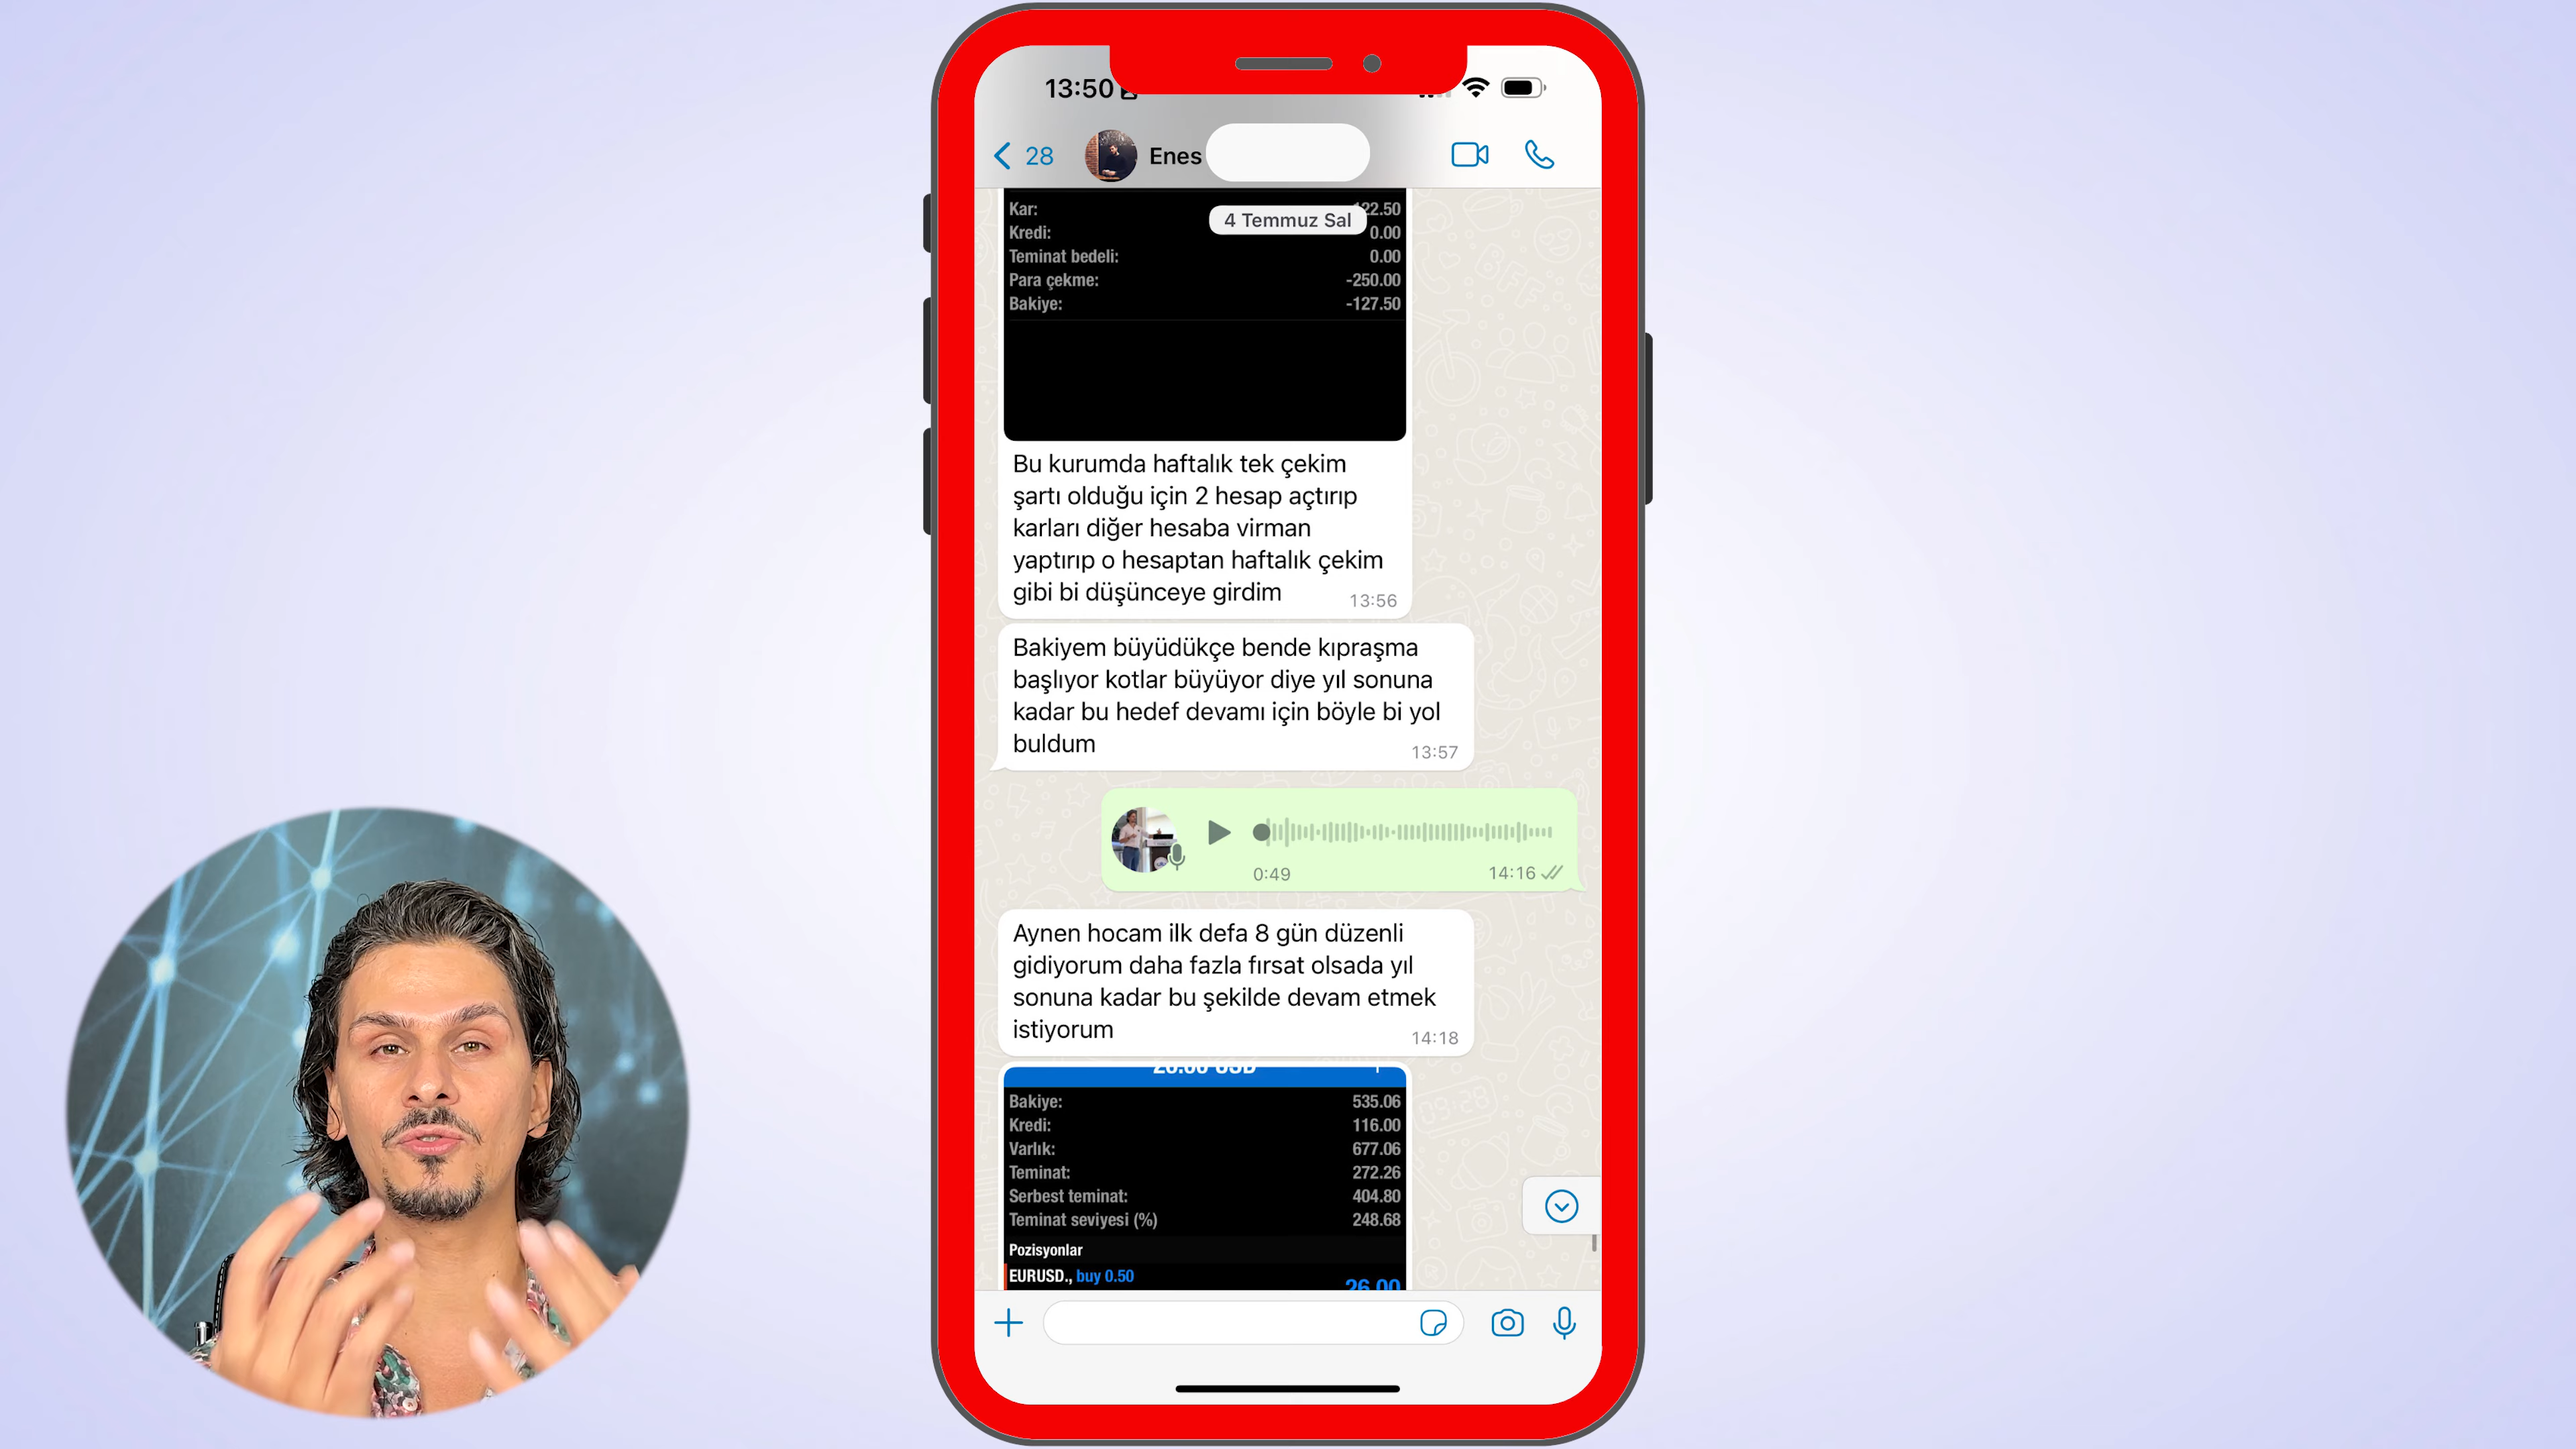 13:50
28
Enes
4 Temmuz Sal
Kar: 122.50
Kredi: 0.00
Teminat bedeli: 0.00
Para çekme: -250.00
Bakiye: -127.50
Bu kurumda haftalık tek çekim
şartı olduğu için 2 hesap açtırıp
karları diğer hesaba virman
yaptırıp o hesaptan haftalık çekim
gibi bi düşünceye girdim
13:56
Bakiyem büyüdükçe bende kıpraşma
başlıyor kotlar büyüyor diye yıl sonuna
kadar bu hedef devamı için böyle bi yol
buldum
13:57
0:49
14:16
Aynen hocam ilk defa 8 gün düzenli
gidiyorum daha fazla fırsat olsada yıl
sonuna kadar bu şekilde devam etmek
istiyorum
14:18
26.00 USD
Bakiye: 535.06
Kredi: 116.00
Varlık: 677.06
Teminat: 272.26
Serbest teminat: 404.80
Teminat seviyesi (%) 248.68
Pozisyonlar
EURUSD., buy 0.50
26.00